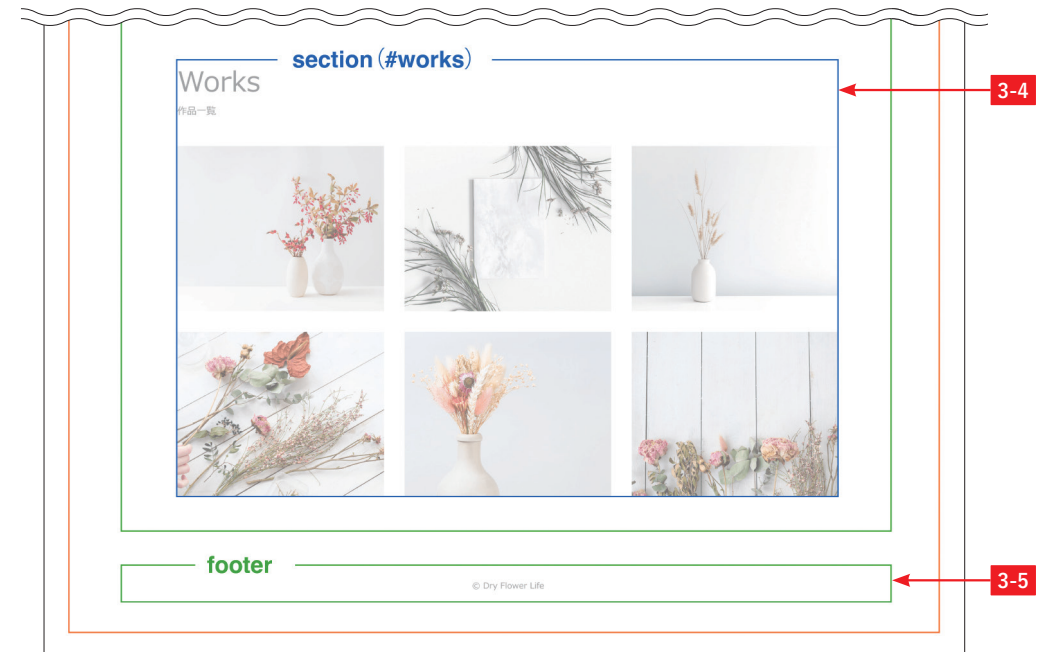 section（#works）
3-4
Works
作品一覧
footer
© Dry Flower Life
3-5